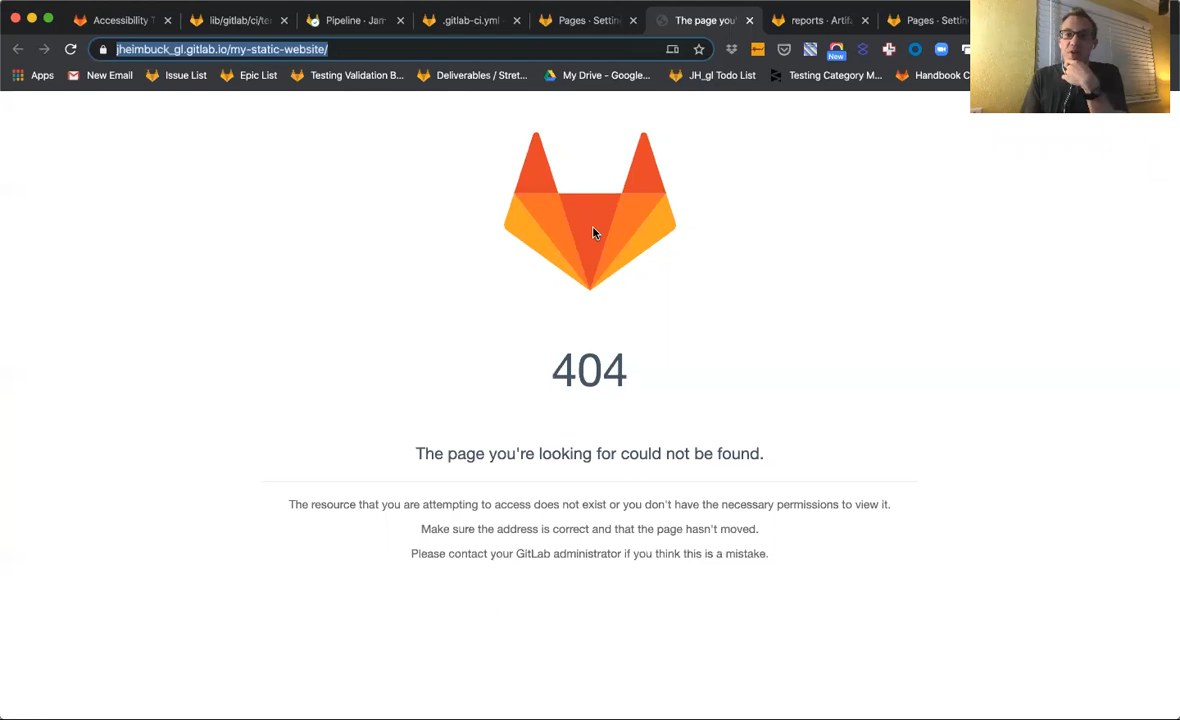 Accessibility T
lib/gitlab/ci/te
Pipeline · Jam
.gitlab-ci.yml ·
Pages · Settin
The page you'
reports · Artifa
Pages · Settin
jheimbuck_gl.gitlab.io/my-static-website/
New
Apps
New Email
Issue List
Epic List
Testing Validation B...
Deliverables / Stret...
My Drive - Google...
JH_gl Todo List
Testing Category M...
Handbook C
404
The page you're looking for could not be found.
The resource that you are attempting to access does not exist or you don't have the necessary permissions to view it.
Make sure the address is correct and that the page hasn't moved.
Please contact your GitLab administrator if you think this is a mistake.